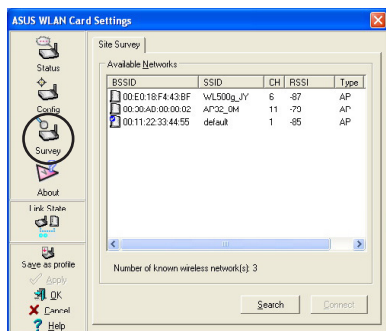 ASUS WLAN Card Settings
Status
Config
Survey
About
Link State
Save as profile
Apply
OK
Cancel
Help
Site Survey
Available Networks
BSSID SSID CH RSSI Type
00:E0:18:F4:43:BF WL500g_JY 6 -87 AP
00:30:AD:00:00:02 AP32_0M 11 -79 AP
00:11:22:33:44:55 default 1 -85 AP
Number of known wireless network(s): 3
Search Connect